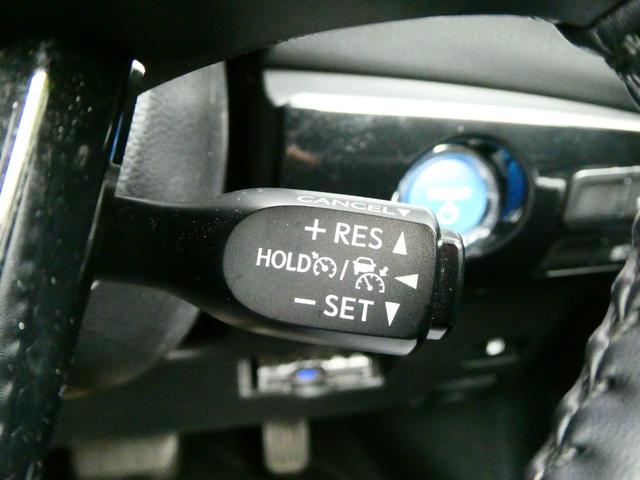 CANCEL
+ RES
HOLD /
− SET